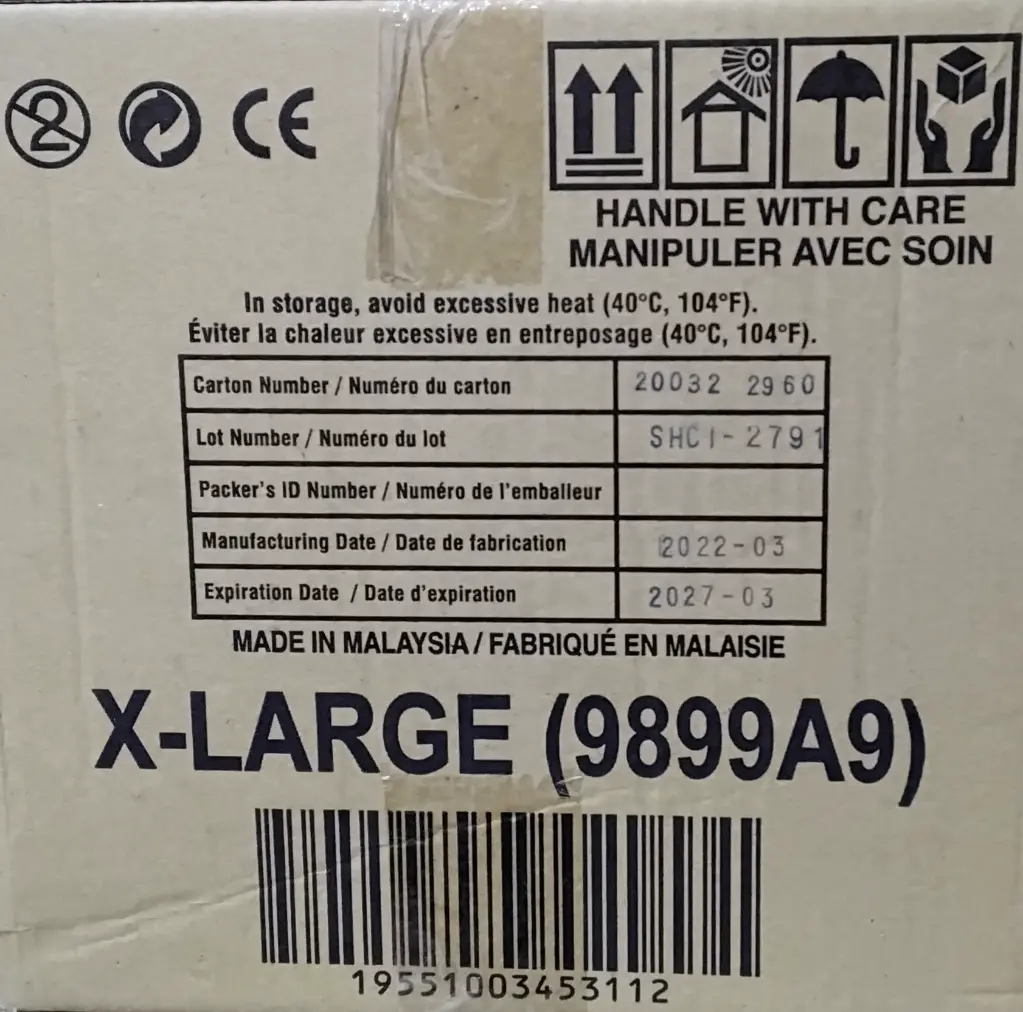 2
CE
HANDLE WITH CARE
MANIPULER AVEC SOIN
In storage, avoid excessive heat (40°C, 104°F).
Éviter la chaleur excessive en entreposage (40°C, 104°F).
Carton Number / Numéro du carton 20032 2960
Lot Number / Numéro du lot SHCI-2791
Packer's ID Number / Numéro de l'emballeur
Manufacturing Date / Date de fabrication 2022-03
Expiration Date / Date d'expiration 2027-03
MADE IN MALAYSIA / FABRIQUÉ EN MALAISIE
X-LARGE (9899A9)
19551003453112